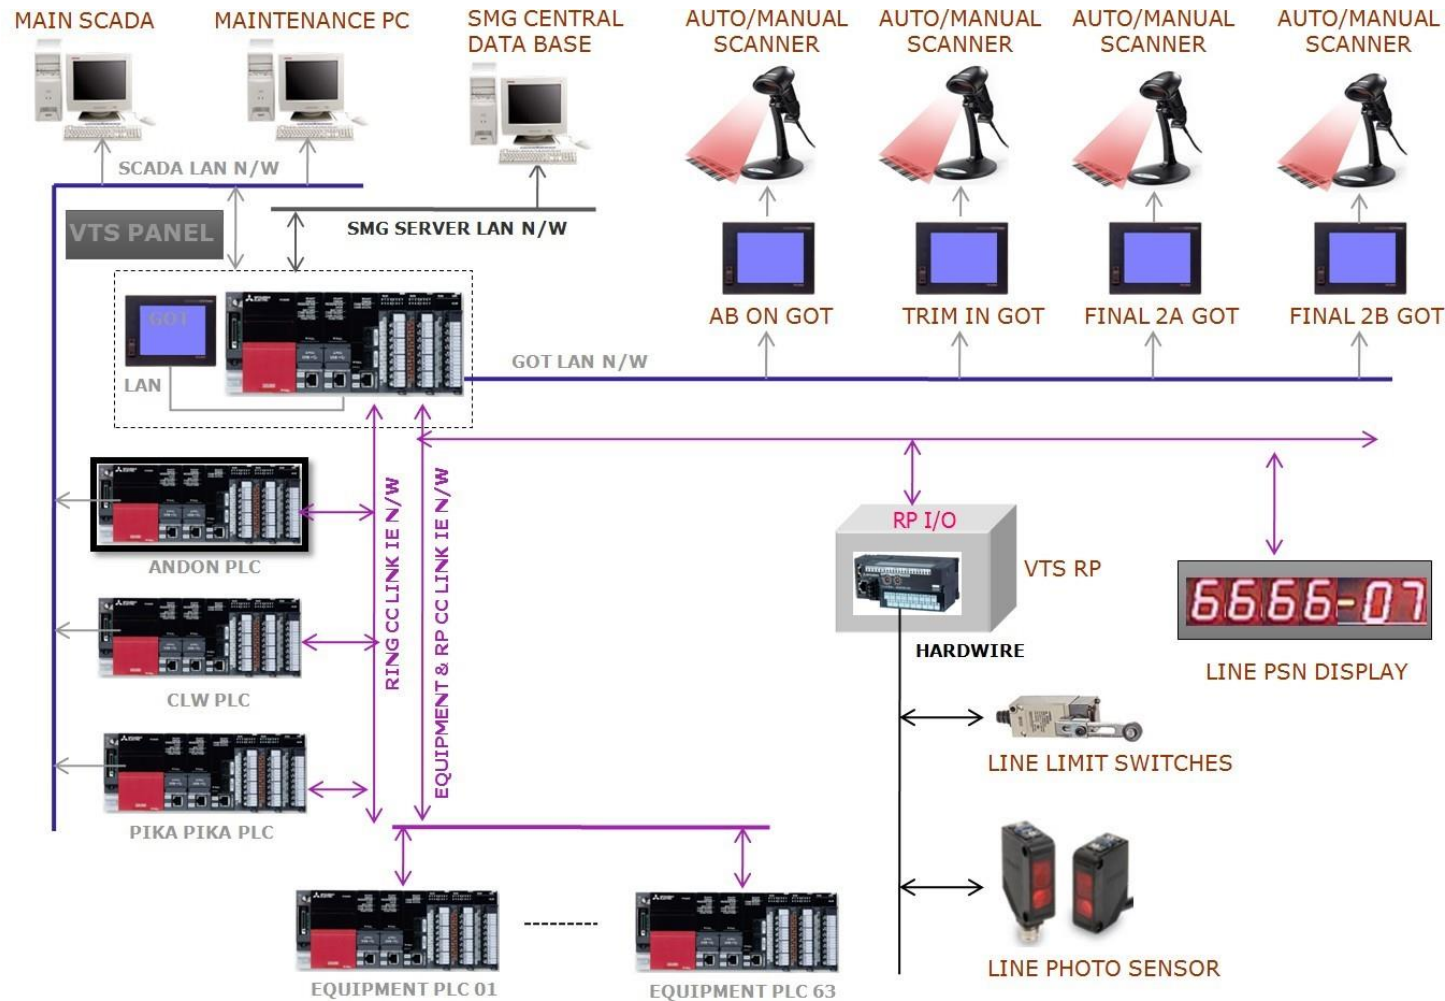 MAIN SCADA
MAINTENANCE PC
SMG CENTRAL
DATA BASE
AUTO/MANUAL
SCANNER
AUTO/MANUAL
SCANNER
AUTO/MANUAL
SCANNER
AUTO/MANUAL
SCANNER
SCADA LAN N/W
VTS PANEL
SMG SERVER LAN N/W
GOT
LAN
AB ON GOT
TRIM IN GOT
FINAL 2A GOT
FINAL 2B GOT
GOT LAN N/W
RING CC LINK IE N/W
EQUIPMENT & RP CC LINK IE N/W
ANDON PLC
CLW PLC
PIKA PIKA PLC
RP I/O
VTS RP
HARDWIRE
6666-07
LINE PSN DISPLAY
LINE LIMIT SWITCHES
LINE PHOTO SENSOR
EQUIPMENT PLC 01
EQUIPMENT PLC 63